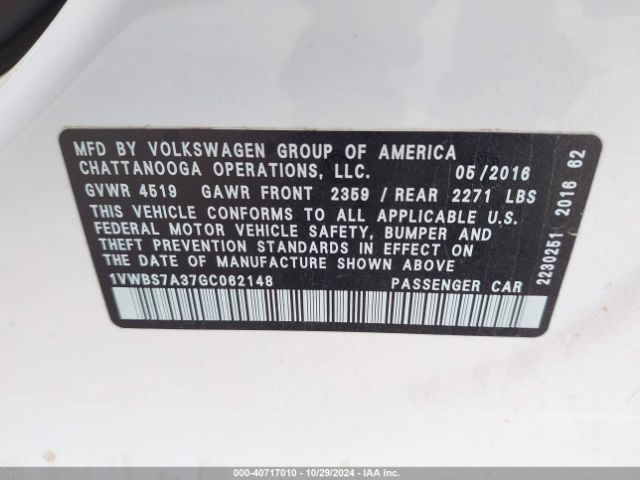 MFD BY VOLKSWAGEN GROUP OF AMERICA
CHATTANOOGA OPERATIONS, LLC. 05/2016
GVWR 4519 GAWR FRONT 2359 / REAR 2271 LBS
THIS VEHICLE CONFORMS TO ALL APPLICABLE U.S.
FEDERAL MOTOR VEHICLE SAFETY, BUMPER AND
THEFT PREVENTION STANDARDS IN EFFECT ON
THE DATE OF MANUFACTURE SHOWN ABOVE
1VWBS7A37GC062148 PASSENGER CAR
2230251 2016 62
000-40717010 | 10/29/2024 | IAA Inc.